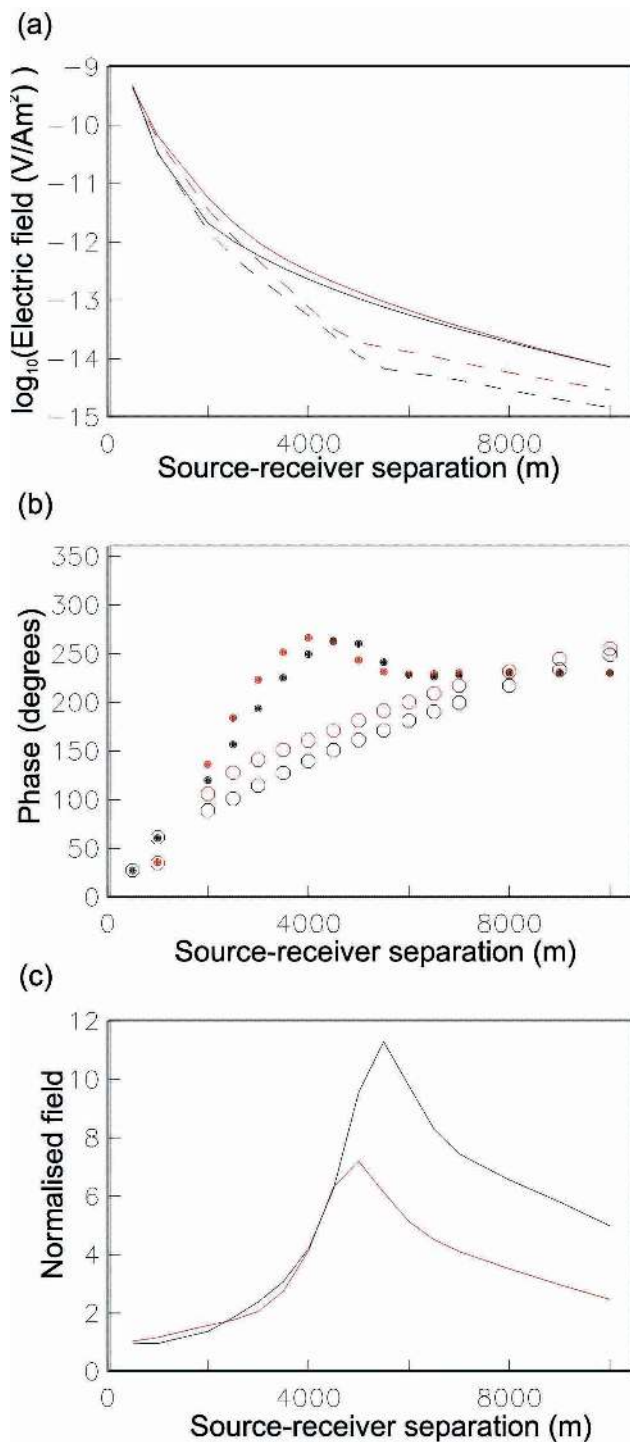 (a)
log₁₀(Electric field (V/Am²) )
−9
−10
−11
−12
−13
−14
−15
0 4000 8000
Source-receiver separation (m)
(b)
Phase (degrees)
350
300
250
200
150
100
50
0
0 4000 8000
Source-receiver separation (m)
(c)
Normalised field
12
10
8
6
4
2
0
0 4000 8000
Source-receiver separation (m)